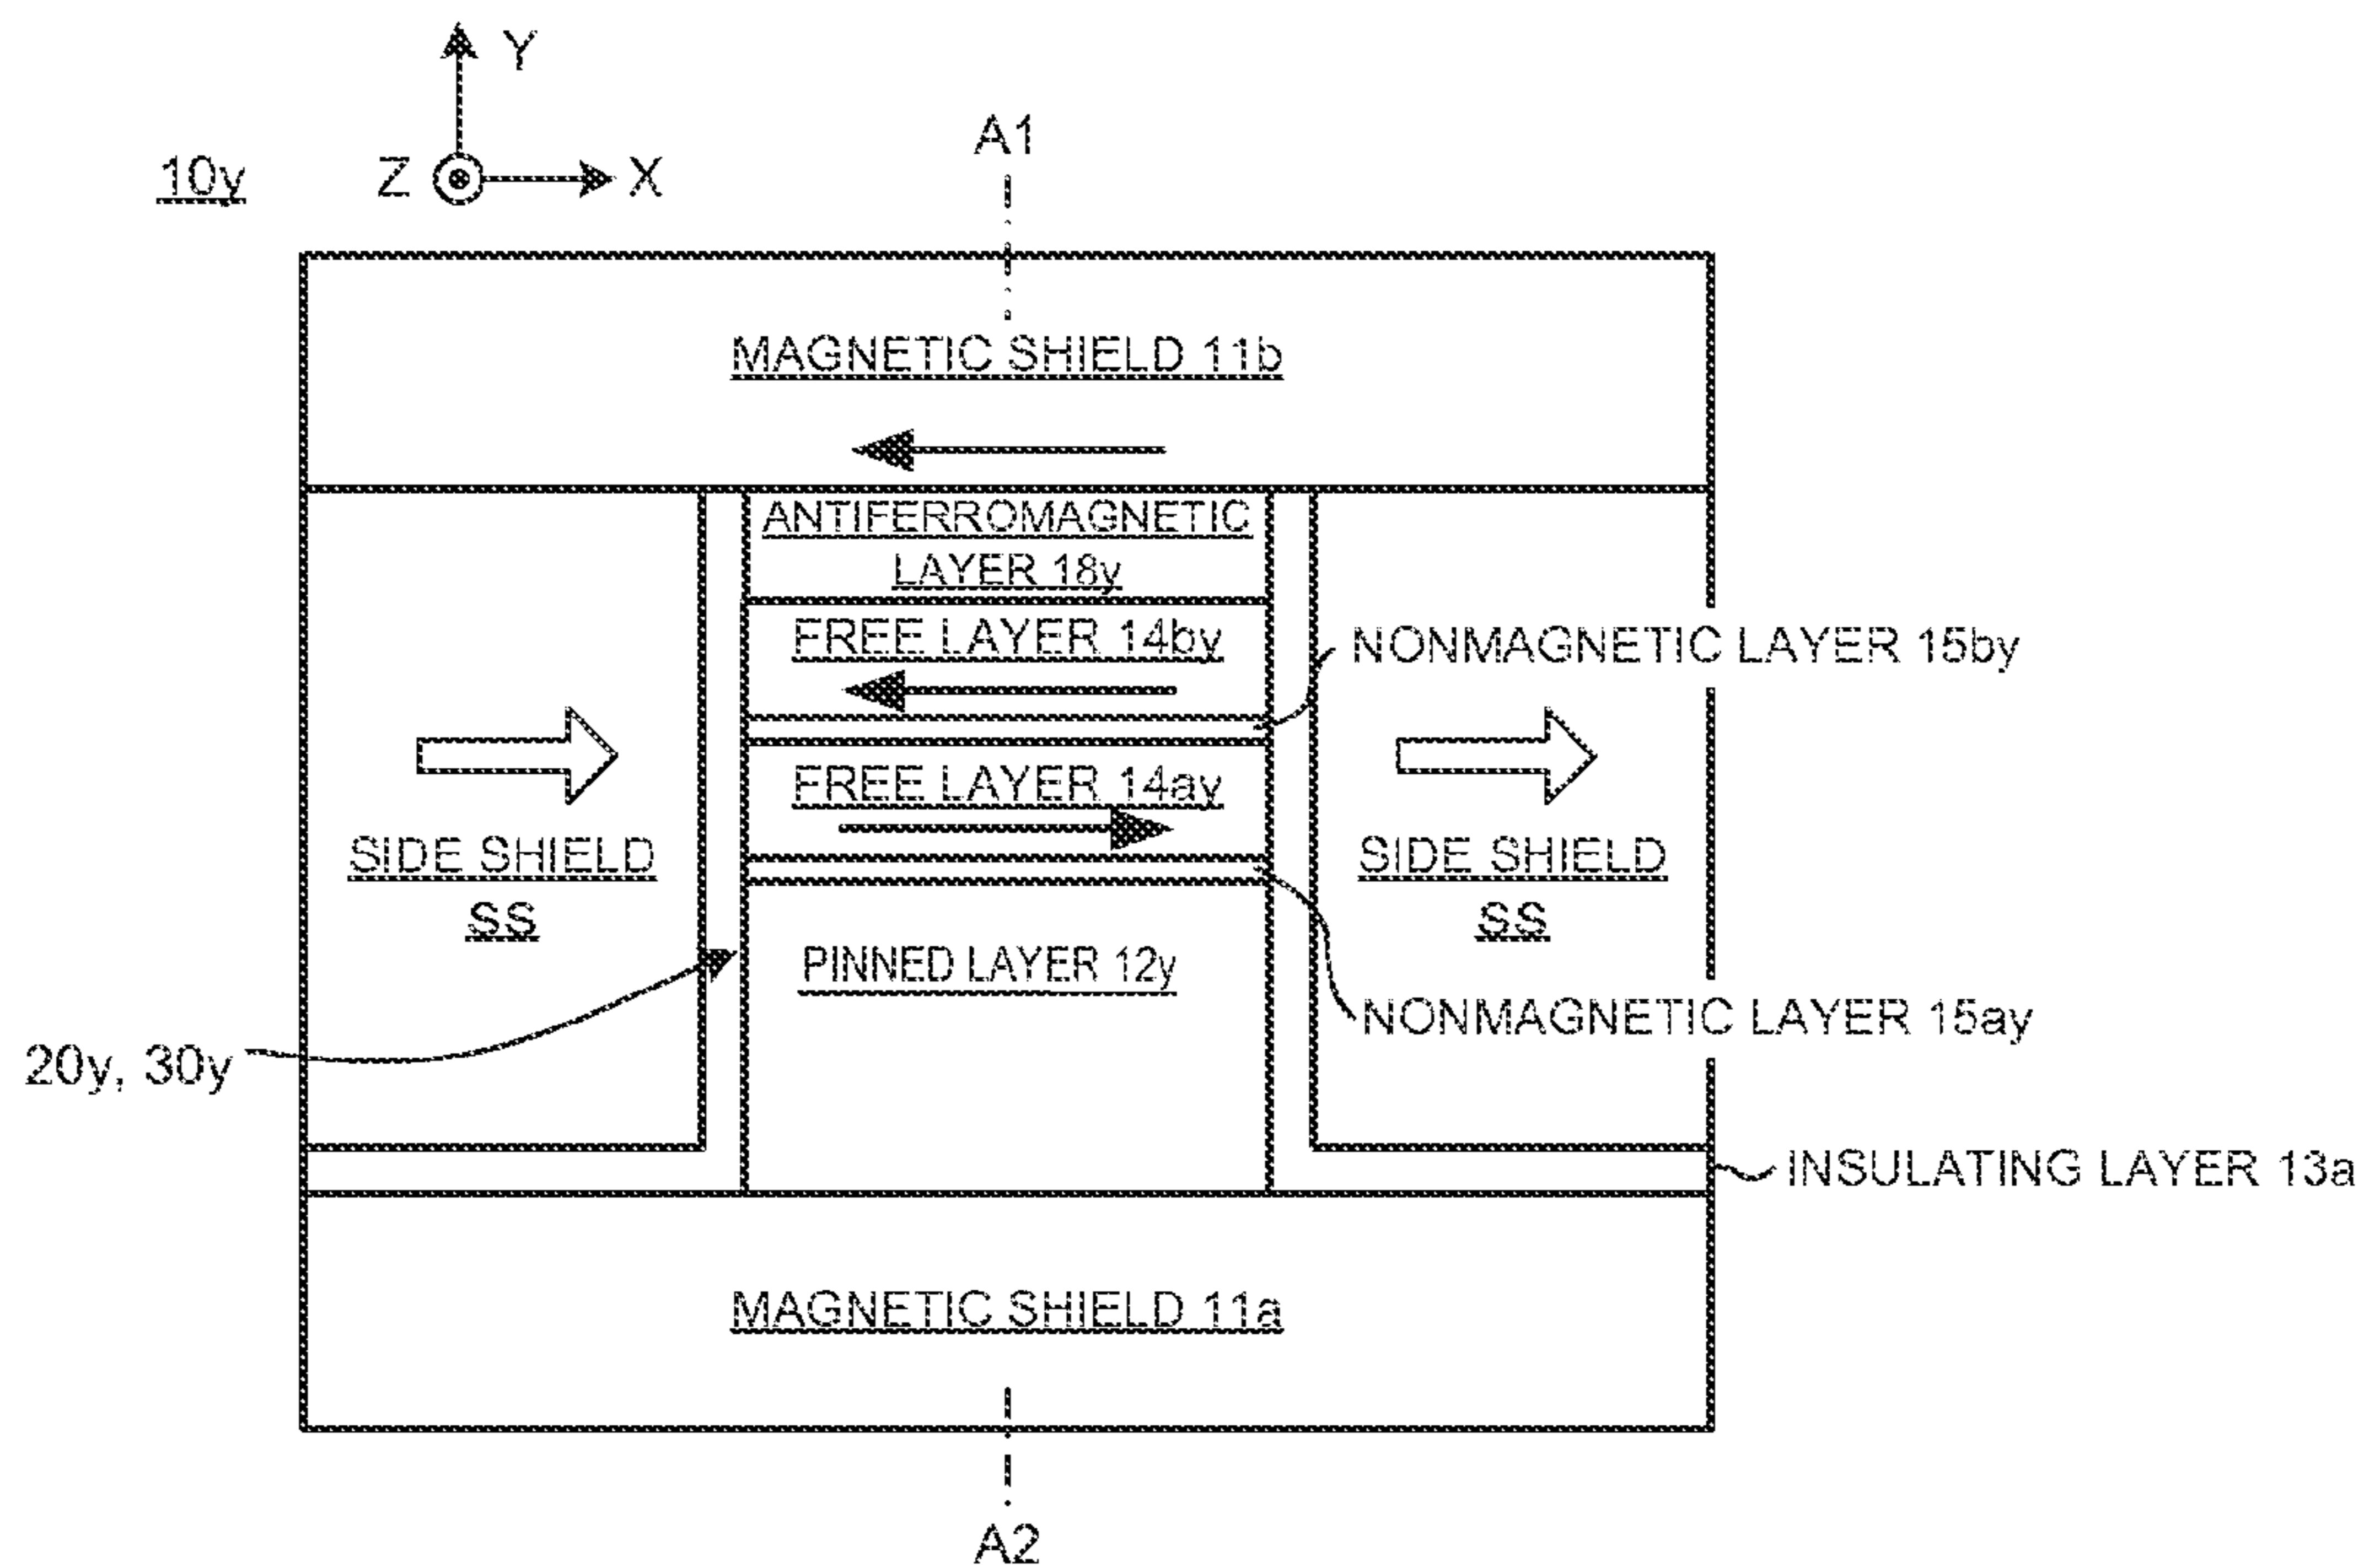 Y
10y
Z
X
A1
MAGNETIC SHIELD 11b
ANTIFERROMAGNETIC
LAYER 18y
FREE LAYER 14by
NONMAGNETIC LAYER 15by
FREE LAYER 14ay
SIDE SHIELD
SS
SIDE SHIELD
SS
PINNED LAYER 12y
NONMAGNETIC LAYER 15ay
20y, 30y
INSULATING LAYER 13a
MAGNETIC SHIELD 11a
A2